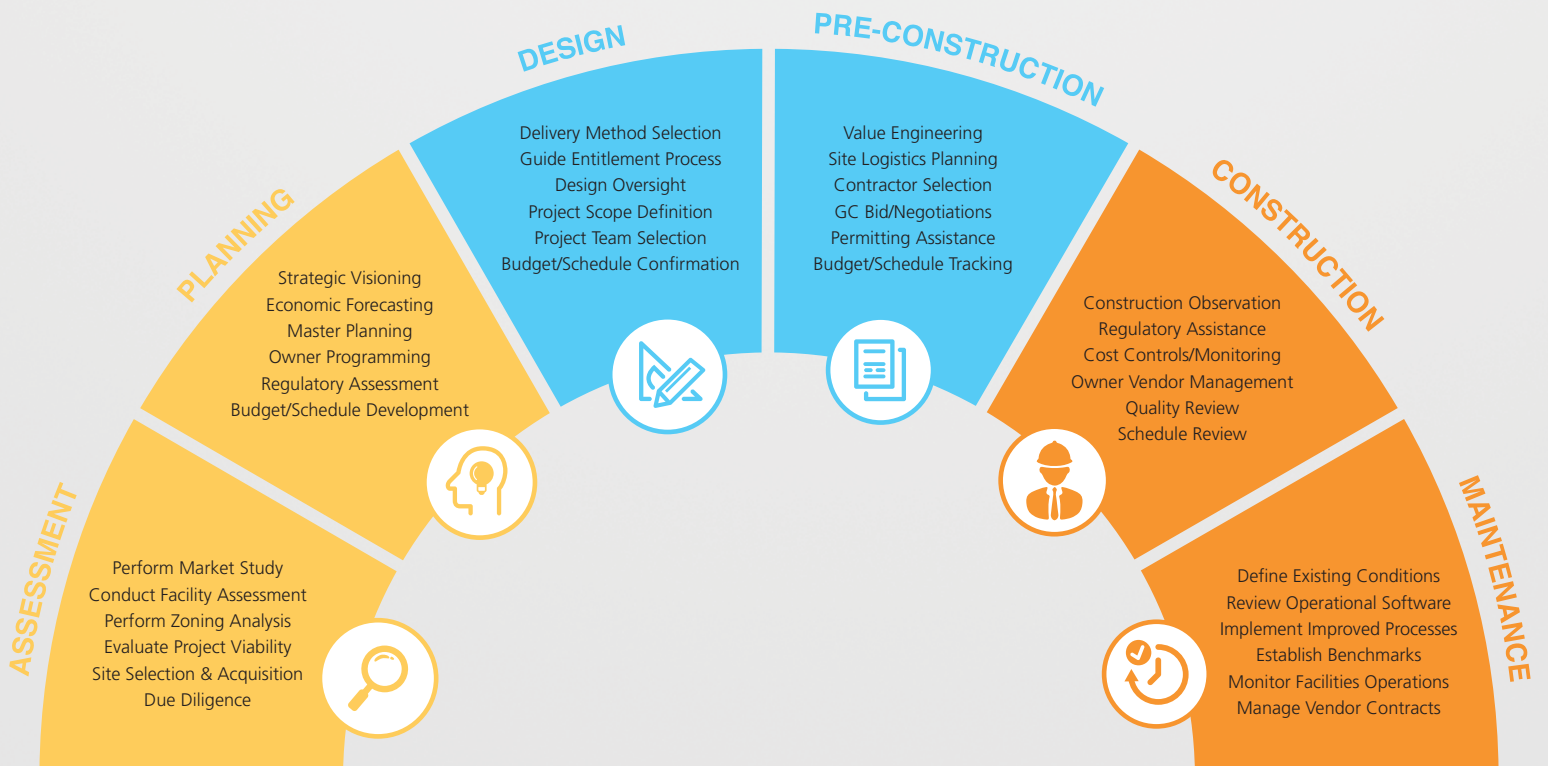 ASSESSMENT
Perform Market Study
Conduct Facility Assessment
Perform Zoning Analysis
Evaluate Project Viability
Site Selection & Acquisition
Due Diligence
PLANNING
Strategic Visioning
Economic Forecasting
Master Planning
Owner Programming
Regulatory Assessment
Budget/Schedule Development
DESIGN
Delivery Method Selection
Guide Entitlement Process
Design Oversight
Project Scope Definition
Project Team Selection
Budget/Schedule Confirmation
PRE-CONSTRUCTION
Value Engineering
Site Logistics Planning
Contractor Selection
GC Bid/Negotiations
Permitting Assistance
Budget/Schedule Tracking
CONSTRUCTION
Construction Observation
Regulatory Assistance
Cost Controls/Monitoring
Owner Vendor Management
Quality Review
Schedule Review
MAINTENANCE
Define Existing Conditions
Review Operational Software
Implement Improved Processes
Establish Benchmarks
Monitor Facilities Operations
Manage Vendor Contracts